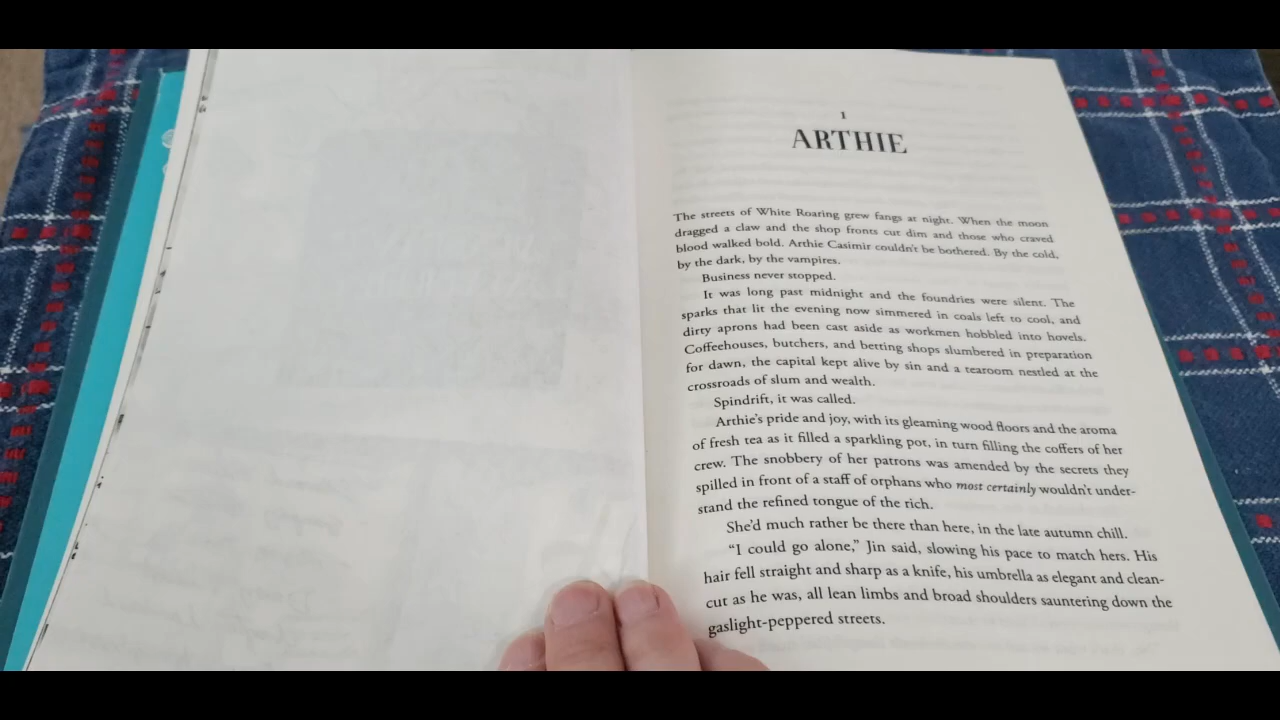 1
ARTHIE
The streets of White Roaring grew fangs at night. When the moon
dragged a claw and the shop fronts cut dim and those who craved
blood walked bold. Arthie Casimir couldn't be bothered. By the cold,
by the dark, by the vampires.
Business never stopped.
It was long past midnight and the foundries were silent. The
sparks that lit the evening now simmered in coals left to cool, and
dirty aprons had been cast aside as workmen hobbled into hovels.
Coffeehouses, butchers, and betting shops slumbered in preparation
for dawn, the capital kept alive by sin and a tearoom nestled at the
crossroads of slum and wealth.
Spindrift, it was called.
Arthie's pride and joy, with its gleaming wood floors and the aroma
of fresh tea as it filled a sparkling pot, in turn filling the coffers of her
crew. The snobbery of her patrons was amended by the secrets they
spilled in front of a staff of orphans who most certainly wouldn't under-
stand the refined tongue of the rich.
She'd much rather be there than here, in the late autumn chill.
“I could go alone,” Jin said, slowing his pace to match hers. His
hair fell straight and sharp as a knife, his umbrella as elegant and clean-
cut as he was, all lean limbs and broad shoulders sauntering down the
gaslight-peppered streets.